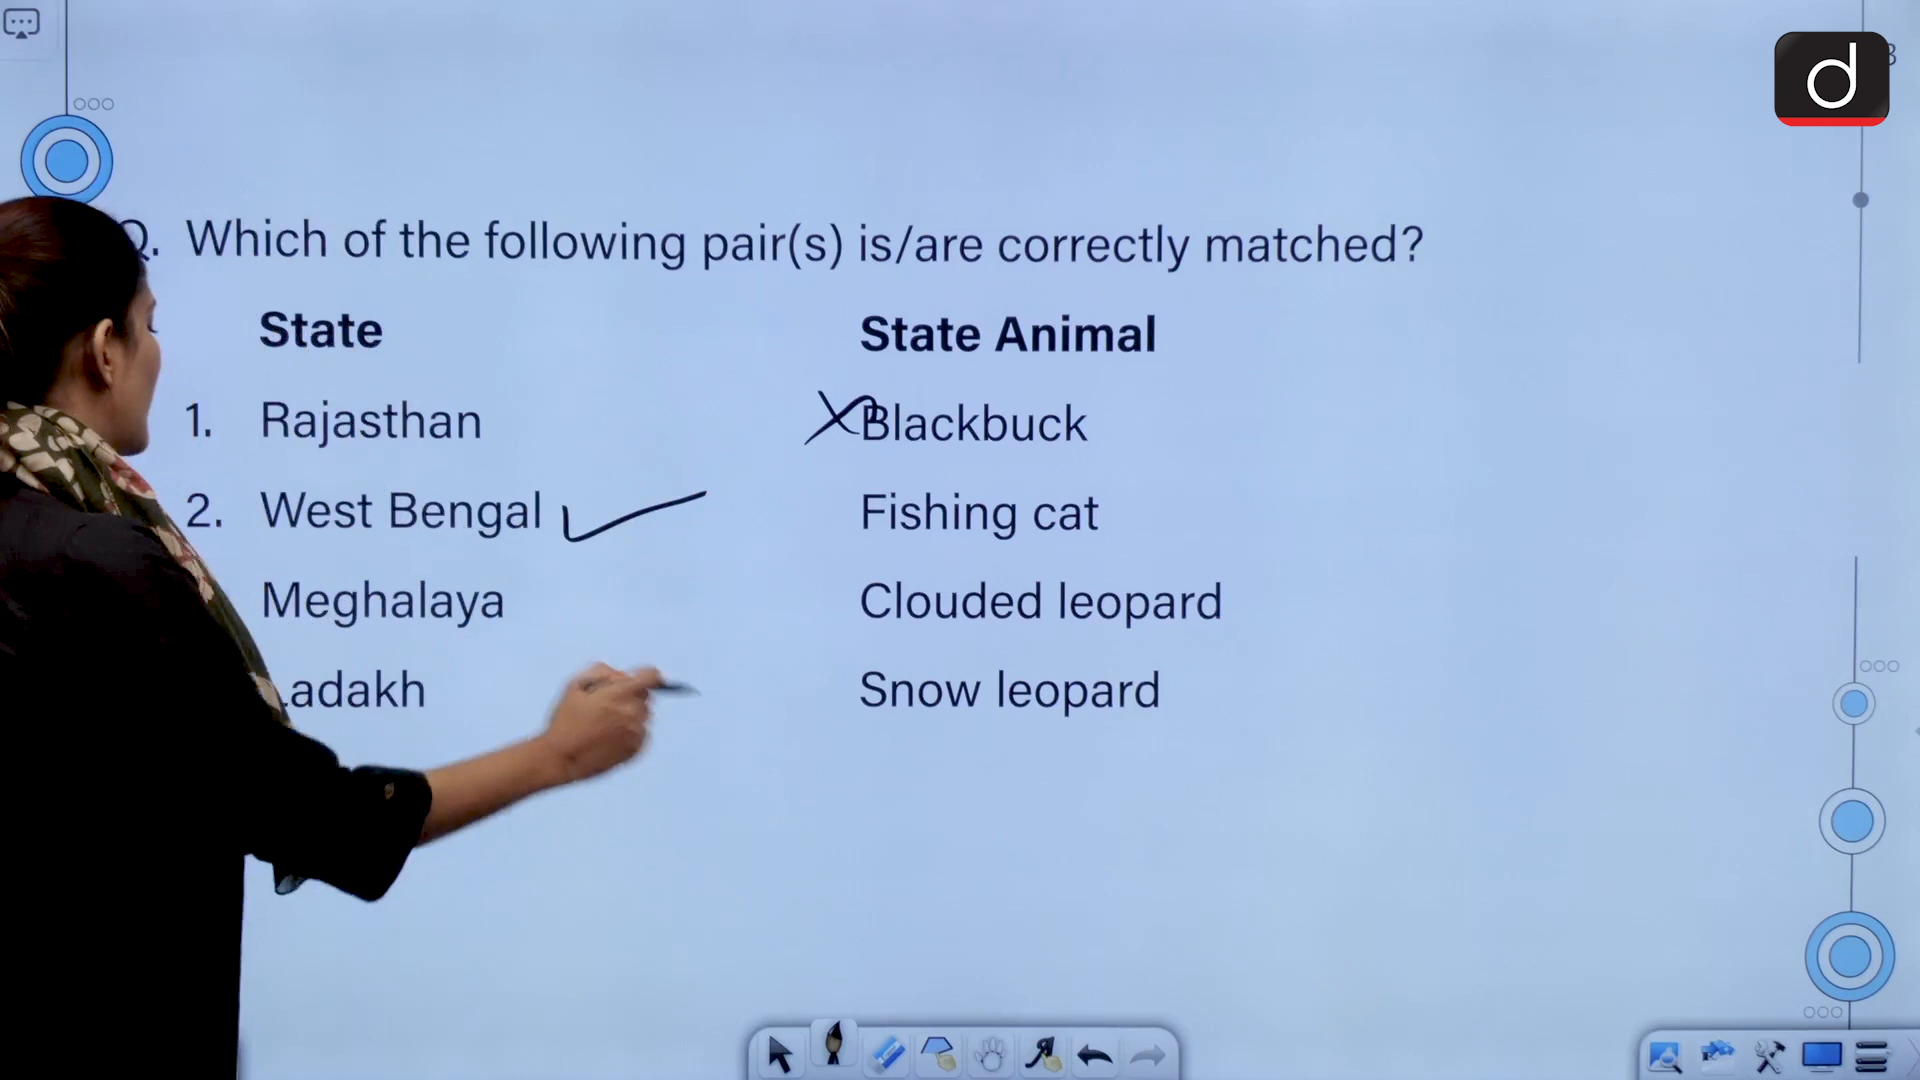 Q. Which of the following pair(s) is/are correctly matched?
State State Animal
1. Rajasthan Blackbuck
2. West Bengal Fishing cat
Meghalaya Clouded leopard
Ladakh Snow leopard
d